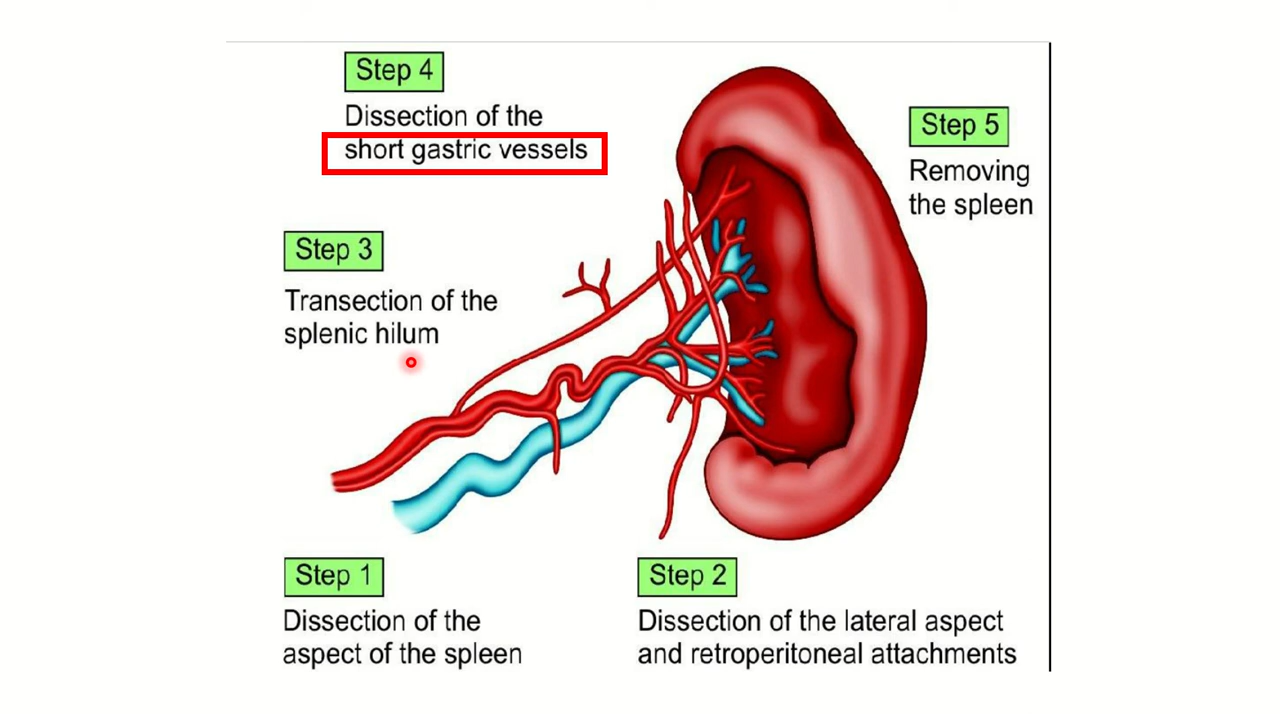 Step 4
Dissection of the
short gastric vessels
Step 5
Removing
the spleen
Step 3
Transection of the
splenic hilum
Step 1
Dissection of the
aspect of the spleen
Step 2
Dissection of the lateral aspect
and retroperitoneal attachments